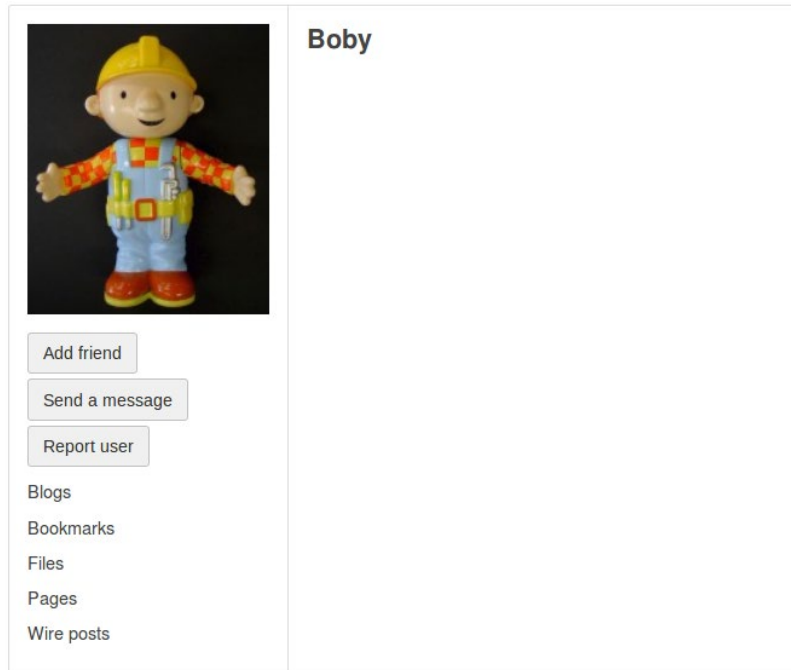 Boby
Add friend
Send a message
Report user
Blogs
Bookmarks
Files
Pages
Wire posts